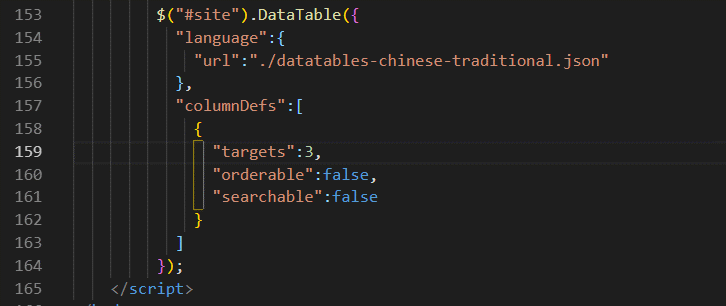 153 $("#site").DataTable({
154 "language":{
155 "url":"./datatables-chinese-traditional.json"
156 },
157 "columnDefs":[
158 {
159 "targets":3,
160 "orderable":false,
161 "searchable":false
162 }
163 ]
164 });
165 </script>